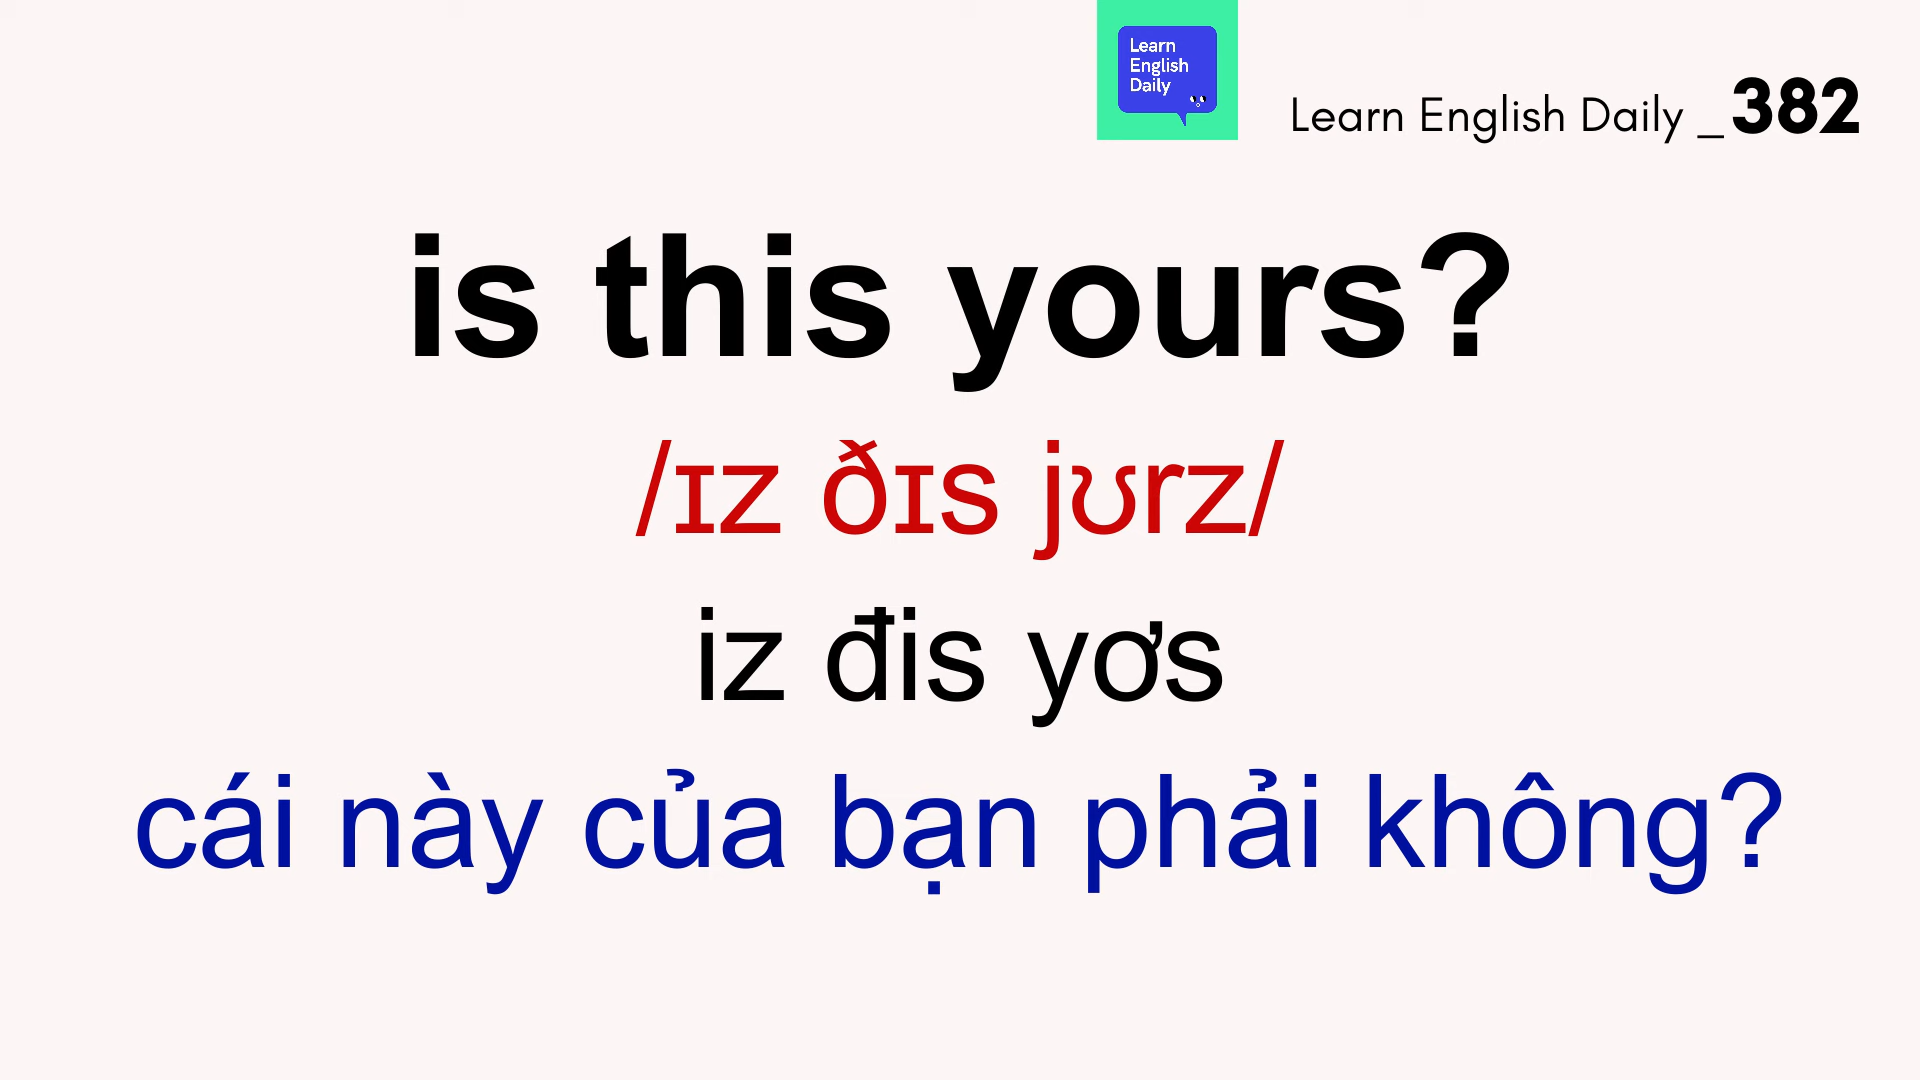 Learn
English
Daily
Learn English Daily _382
is this yours?
/ɪz ðɪs jʊrz/
iz đis yơs
cái này của bạn phải không?